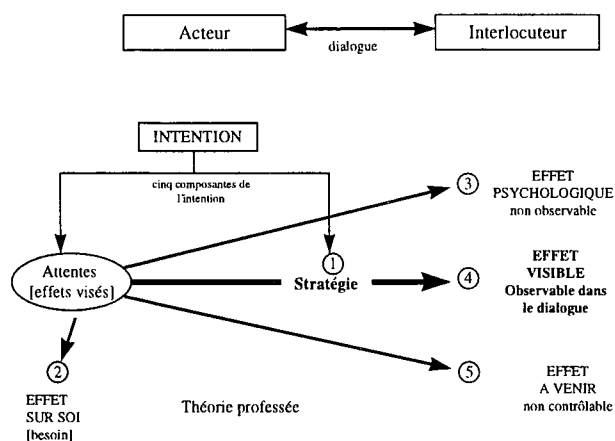 Acteur
dialogue
Interlocuteur
INTENTION
cinq composantes de
l'intention
③
EFFET
PSYCHOLOGIQUE
non observable
①
Stratégie
Attentes
[effets visés]
④
EFFET
VISIBLE
Observable dans
le dialogue
②
EFFET
SUR SOI
[besoin]
Théorie professée
⑤
EFFET
A VENIR
non contrôlable